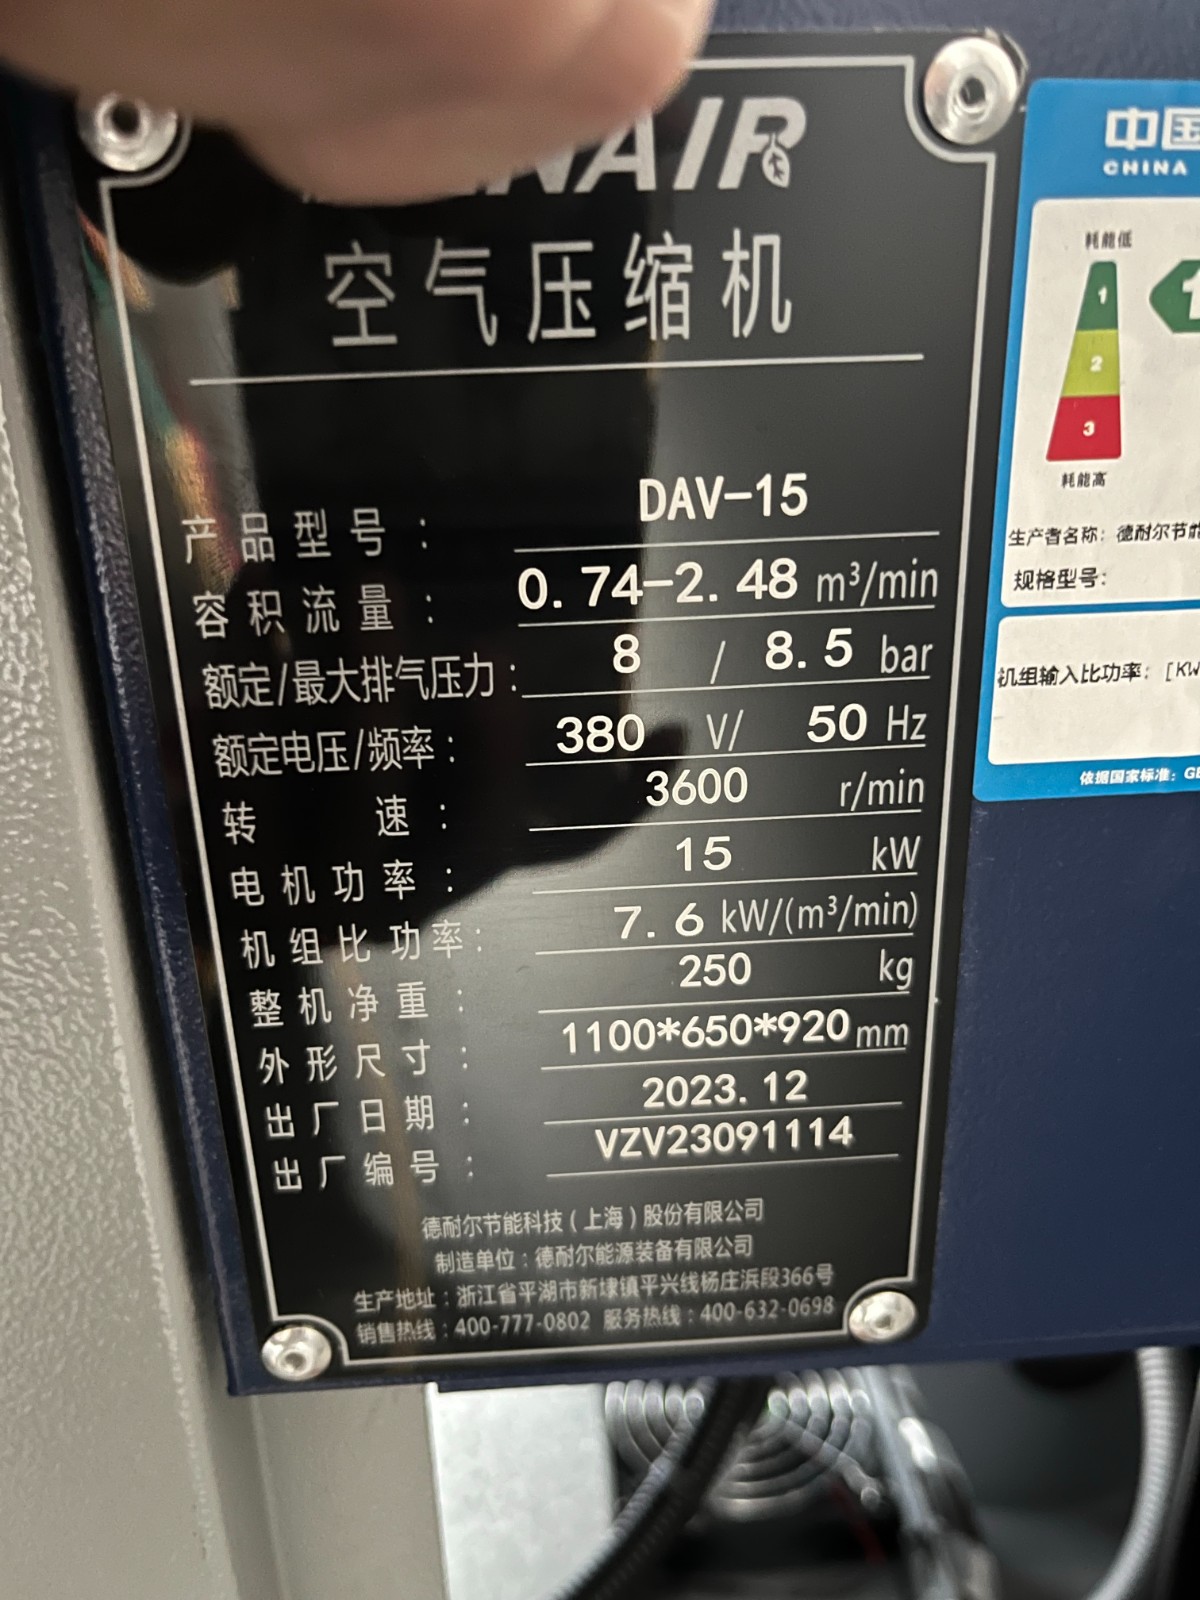 NAIR
空气压缩机
产品型号： DAV-15
容积流量： 0.74-2.48 m³/min
额定/最大排气压力： 8 / 8.5 bar
额定电压/频率： 380 V/ 50 Hz
转速： 3600 r/min
电机功率： 15 kW
机组比功率： 7.6 kW/(m³/min)
整机净重： 250 kg
外形尺寸： 1100*650*920 mm
出厂日期： 2023.12
出厂编号： VZV23091114
德耐尔节能科技（上海）股份有限公司
制造单位：德耐尔能源装备有限公司
生产地址：浙江省平湖市新埭镇平兴线杨庄浜段366号
销售热线：400-777-0802 服务热线：400-632-0698
中国
CHINA
耗能低
1
1
2
3
耗能高
生产者名称：德耐尔节能
规格型号：
机组输入比功率：[KW
依据国家标准：GB